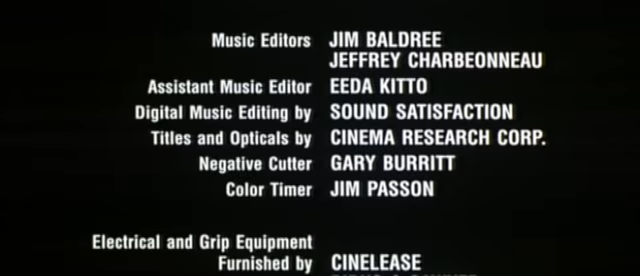 Music Editors JIM BALDREE
JEFFREY CHARBEONNEAU
Assistant Music Editor EEDA KITTO
Digital Music Editing by SOUND SATISFACTION
Titles and Opticals by CINEMA RESEARCH CORP.
Negative Cutter GARY BURRITT
Color Timer JIM PASSON
Electrical and Grip Equipment
Furnished by CINELEASE